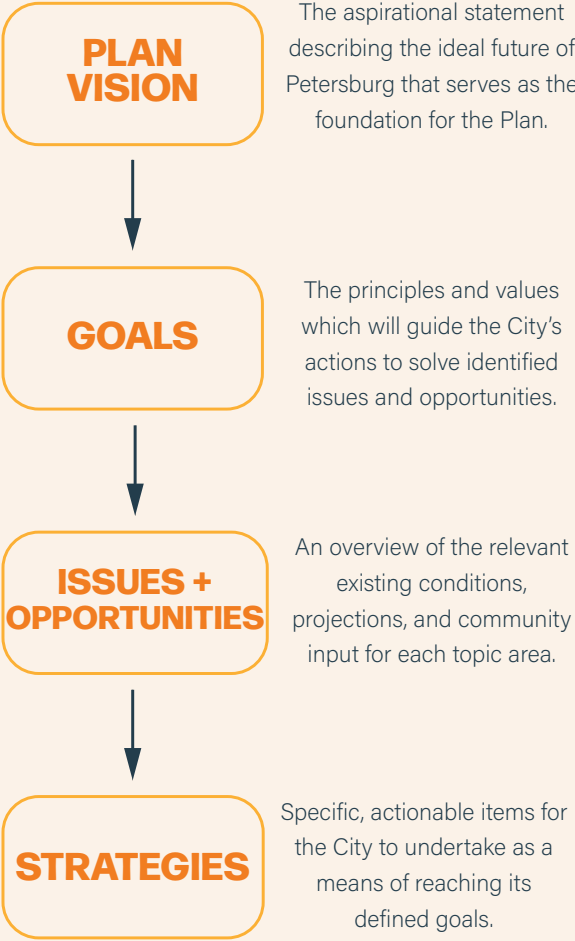 PLAN
VISION
The aspirational statement
describing the ideal future of
Petersburg that serves as the
foundation for the Plan.
GOALS
The principles and values
which will guide the City's
actions to solve identified
issues and opportunities.
ISSUES +
OPPORTUNITIES
An overview of the relevant
existing conditions,
projections, and community
input for each topic area.
STRATEGIES
Specific, actionable items for
the City to undertake as a
means of reaching its
defined goals.